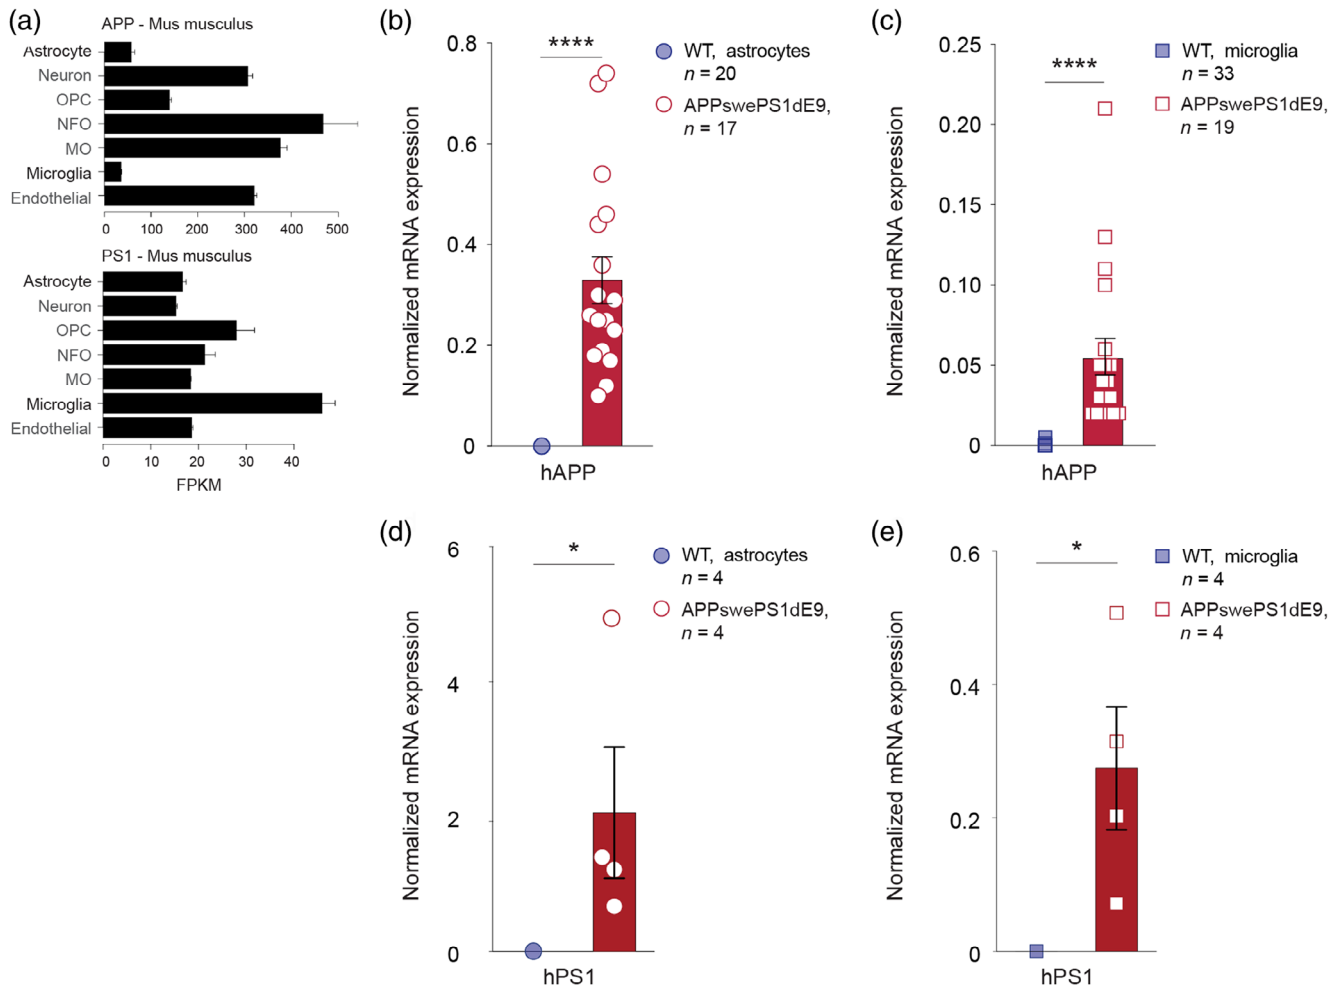 (a)
APP - Mus musculus
Astrocyte
Neuron
OPC
NFO
MO
Microglia
Endothelial
0 100 200 300 400 500
PS1 - Mus musculus
Astrocyte
Neuron
OPC
NFO
MO
Microglia
Endothelial
0 10 20 30 40
FPKM
(b)
Normalized mRNA expression
0.8
0.6
0.4
0.2
0
****
hAPP
WT, astrocytes
n = 20
APPswePS1dE9,
n = 17
(c)
Normalized mRNA expression
0.25
0.20
0.15
0.10
0.05
0
****
hAPP
WT, microglia
n = 33
APPswePS1dE9,
n = 19
(d)
Normalized mRNA expression
6
4
2
0
*
hPS1
WT, astrocytes
n = 4
APPswePS1dE9,
n = 4
(e)
Normalized mRNA expression
0.6
0.4
0.2
0
*
hPS1
WT, microglia
n = 4
APPswePS1dE9,
n = 4